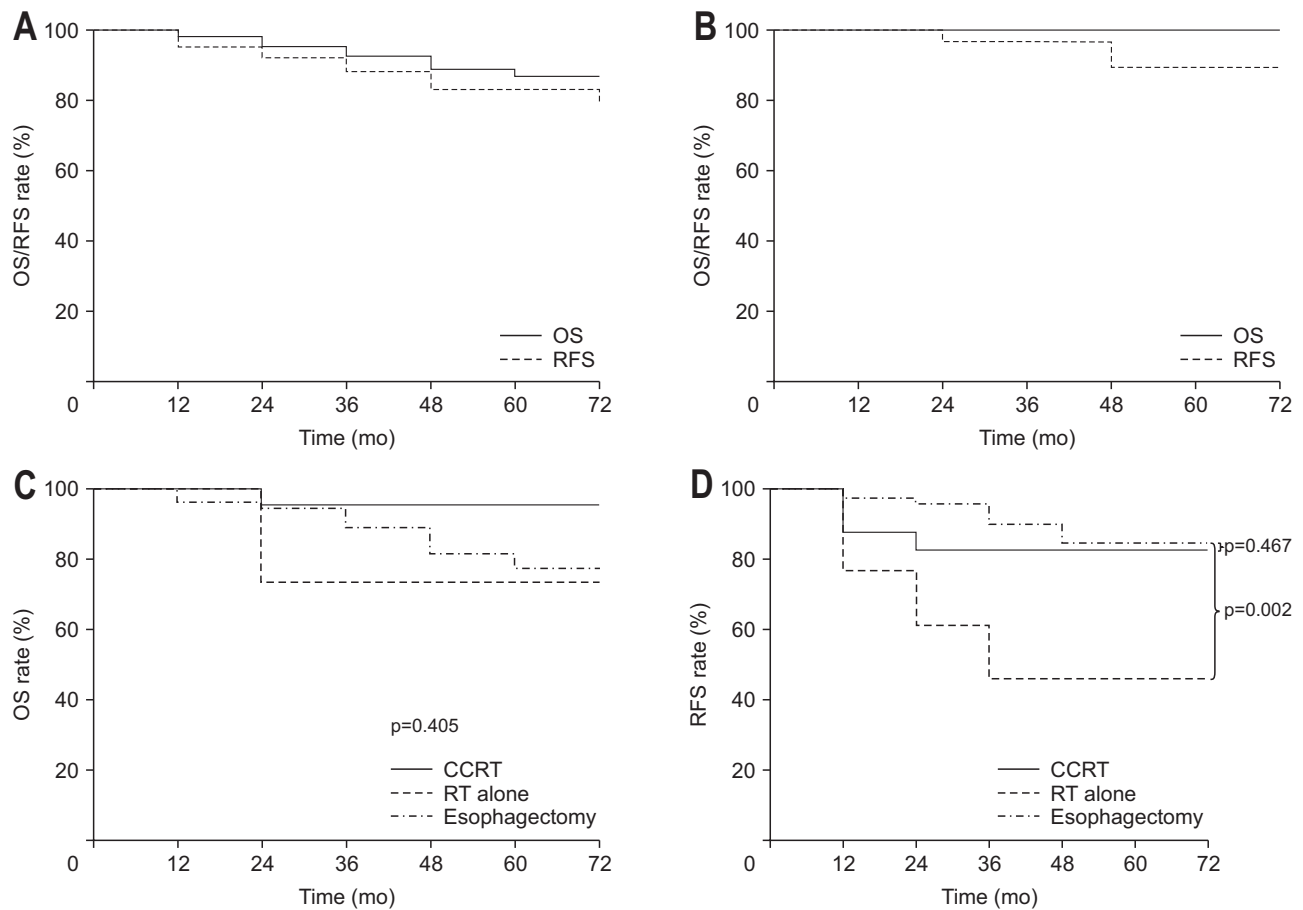 A
100
80
60
40
20
0
OS/RFS rate (%)
OS
RFS
12 24 36 48 60 72
Time (mo)
B
100
80
60
40
20
0
OS/RFS rate (%)
OS
RFS
12 24 36 48 60 72
Time (mo)
C
100
80
60
40
20
0
OS rate (%)
p=0.405
CCRT
RT alone
Esophagectomy
12 24 36 48 60 72
Time (mo)
D
100
80
60
40
20
0
RFS rate (%)
p=0.467
p=0.002
CCRT
RT alone
Esophagectomy
12 24 36 48 60 72
Time (mo)